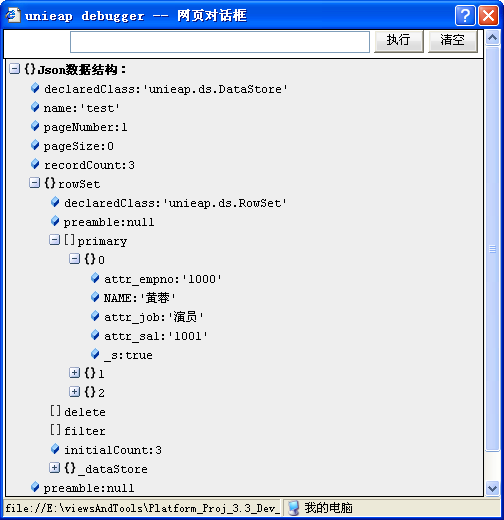 unieap debugger -- 网页对话框
执行 清空
{}Json数据结构：
declaredClass:'unieap.ds.DataStore'
name:'test'
pageNumber:1
pageSize:0
recordCount:3
{}rowSet
declaredClass:'unieap.ds.RowSet'
preamble:null
[]primary
{}0
attr_empno:'1000'
NAME:'黄蓉'
attr_job:'演员'
attr_sal:'1001'
_s:true
{}1
{}2
[]delete
[]filter
initialCount:3
{}_dataStore
preamble:null
file://E:\viewsAndTools\Platform_Proj_3.3_Dev_ 我的电脑